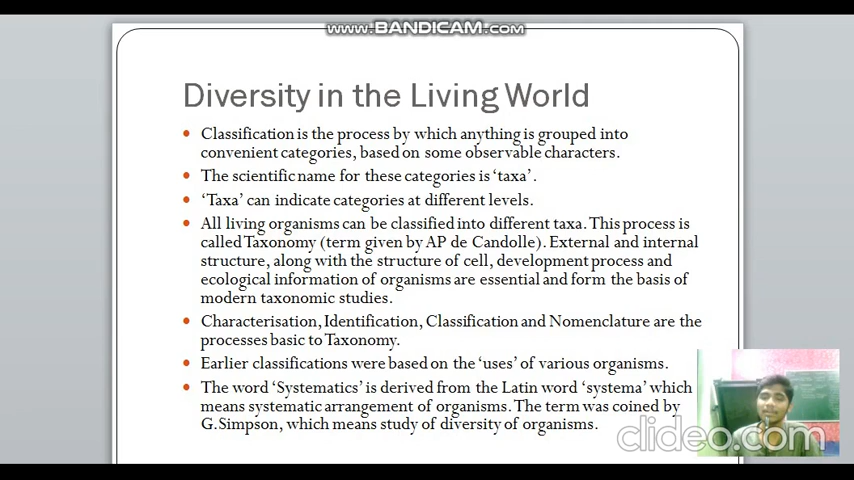 www.BANDICAM.com
Diversity in the Living World
Classification is the process by which anything is grouped into
convenient categories, based on some observable characters.
The scientific name for these categories is ‘taxa’.
‘Taxa’ can indicate categories at different levels.
All living organisms can be classified into different taxa. This process is
called Taxonomy (term given by AP de Candolle). External and internal
structure, along with the structure of cell, development process and
ecological information of organisms are essential and form the basis of
modern taxonomic studies.
Characterisation, Identification, Classification and Nomenclature are the
processes basic to Taxonomy.
Earlier classifications were based on the ‘uses’ of various organisms.
The word ‘Systematics’ is derived from the Latin word ‘systema’ which
means systematic arrangement of organisms. The term was coined by
G.Simpson, which means study of diversity of organisms.
clideo.com